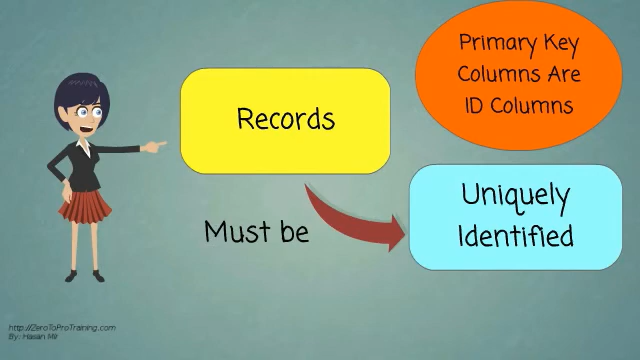 Primary Key
Columns Are
ID Columns
Records
Must be
Uniquely
Identified
http://ZeroToProTraining.com
By: Hasan Mir